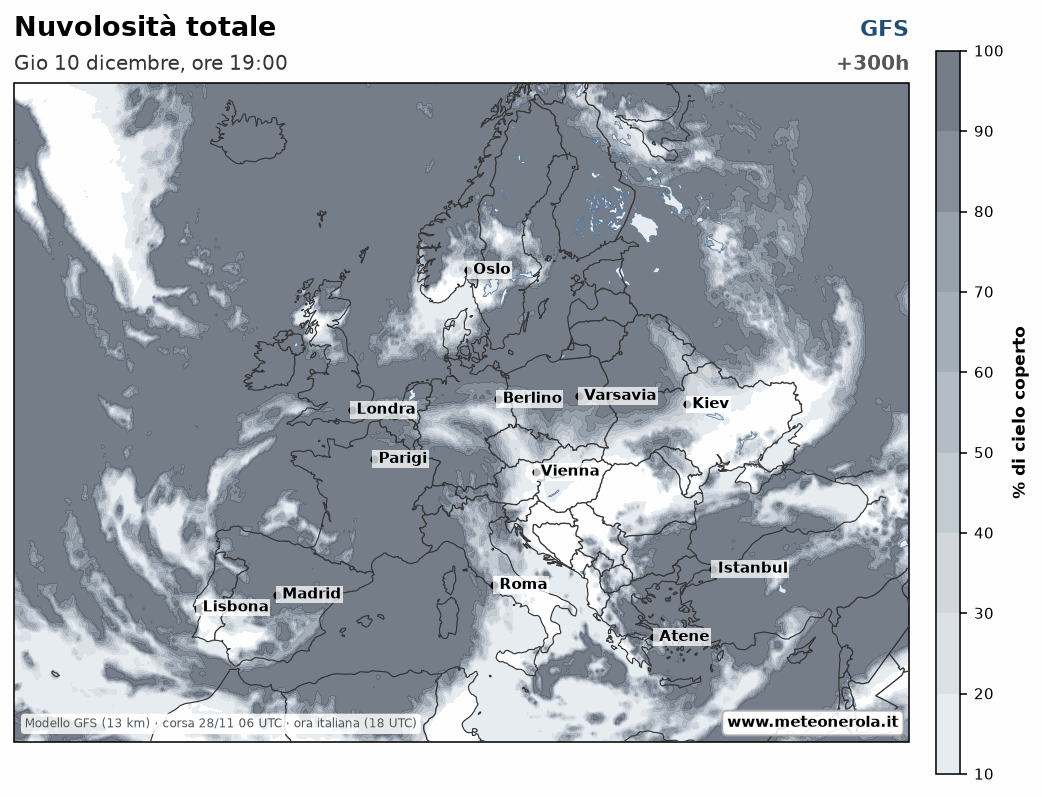 Nuvolosità totale
GFS
Gio 10 dicembre, ore 19:00
+300h
100
90
80
70
60
50
40
30
20
10
% di cielo coperto
Oslo
Londra
Berlino
Varsavia
Kiev
Parigi
Vienna
Istanbul
Roma
Madrid
Lisbona
Atene
Modello GFS (13 km) · corsa 28/11 06 UTC · ora italiana (18 UTC)
www.meteonerola.it